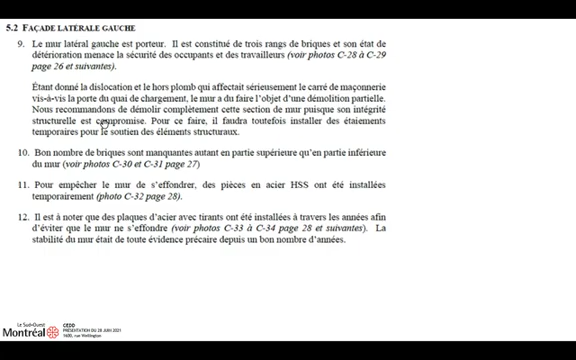 5.2 FAÇADE LATÉRALE GAUCHE
9. Le mur latéral gauche est porteur. Il est constitué de trois rangs de briques et son état de
détérioration menace la sécurité des occupants et des travailleurs (voir photos C-28 à C-29
page 26 et suivantes).
Étant donné la dislocation et le hors plomb qui affectait sérieusement le carré de maçonnerie
vis-à-vis la porte du quai de chargement, le mur a du faire l'objet d'une démolition partielle.
Nous recommandons de démolir complètement cette section de mur puisque son intégrité
structurelle est compromise. Pour ce faire, il faudra toutefois installer des étaiements
temporaires pour le soutien des éléments structuraux.
10. Bon nombre de briques sont manquantes autant en partie supérieure qu'en partie inférieure
du mur (voir photos C-30 et C-31 page 27)
11. Pour empêcher le mur de s'effondrer, des pièces en acier HSS ont été installées
temporairement (photo C-32 page 28).
12. Il est à noter que des plaques d'acier avec tirants ont été installées à travers les années afin
d'éviter que le mur ne s'effondre (voir photos C-33 à C-34 page 28 et suivantes). La
stabilité du mur était de toute évidence précaire depuis un bon nombre d'années.
Le Sud-Ouest
Montréal
CEDD
PRÉSENTATION DU 28 JUIN 2021
1600, rue Wellington